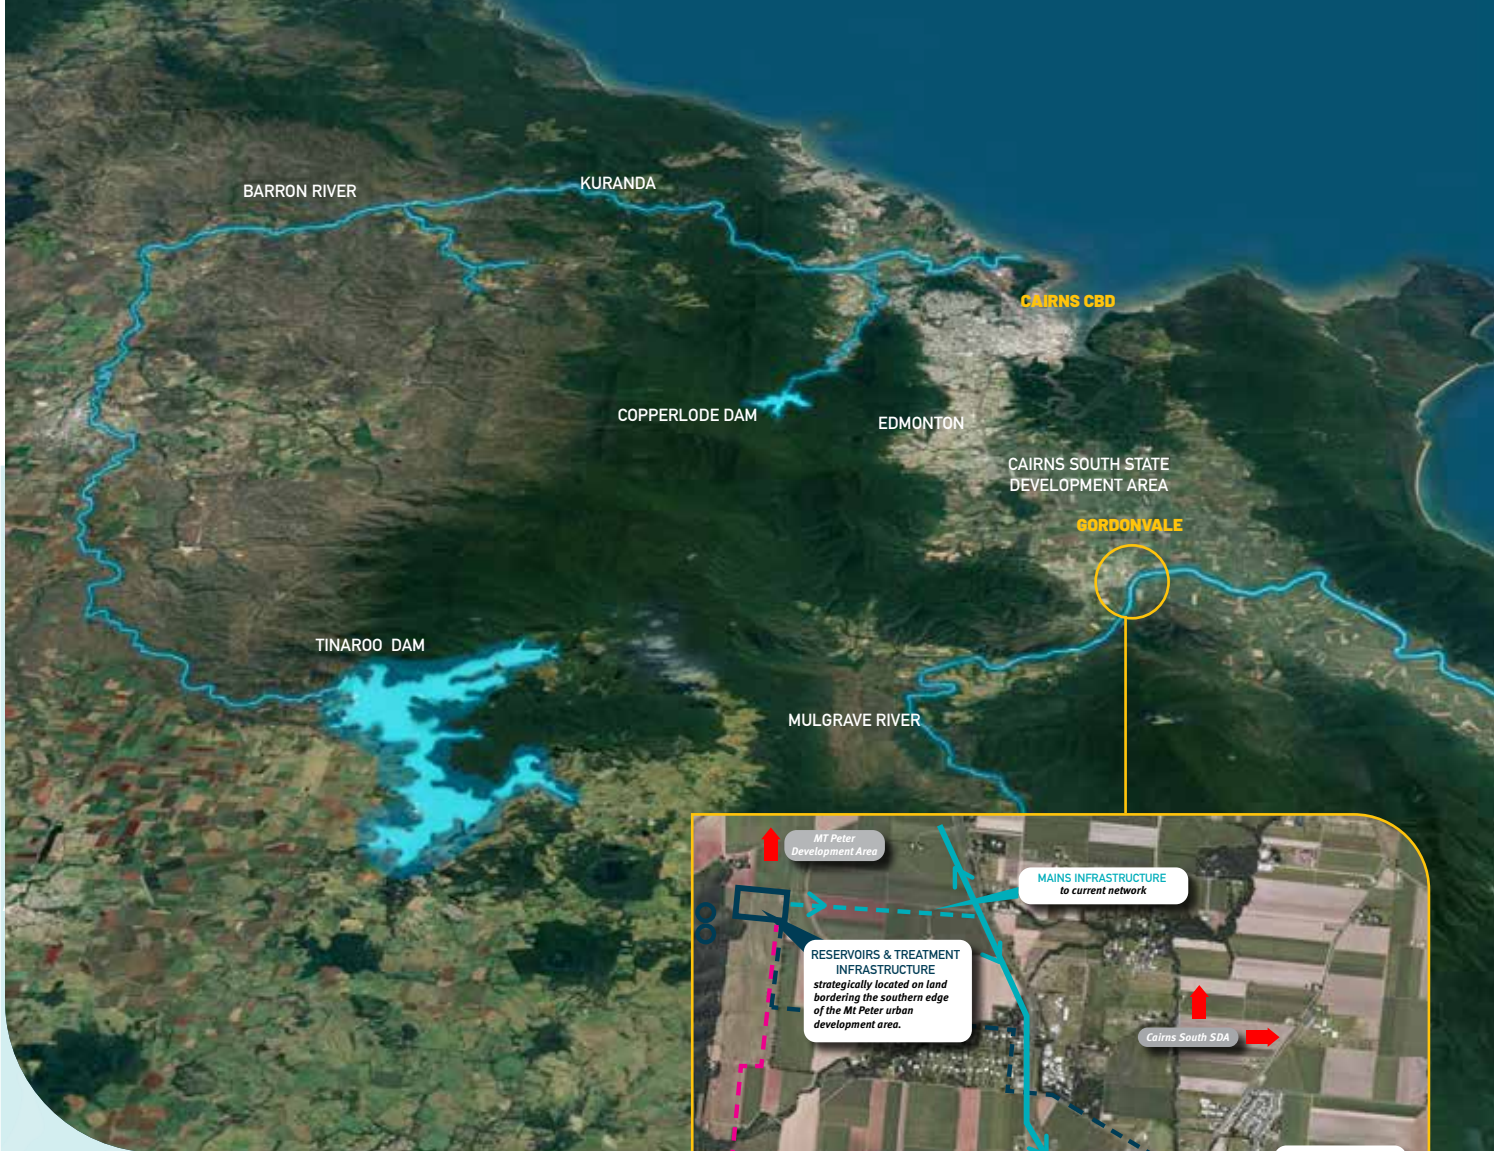 BARRON RIVER
KURANDA
CAIRNS CBD
COPPERLODE DAM
EDMONTON
CAIRNS SOUTH STATE
DEVELOPMENT AREA
GORDONVALE
TINAROO DAM
MULGRAVE RIVER
MT Peter
Development Area
MAINS INFRASTRUCTURE
to current network
8
RESERVOIRS & TREATMENT
INFRASTRUCTURE
strategically located on land
bordering the southern edge
of the Mt Peter urban
development area.
Cairns South SDA